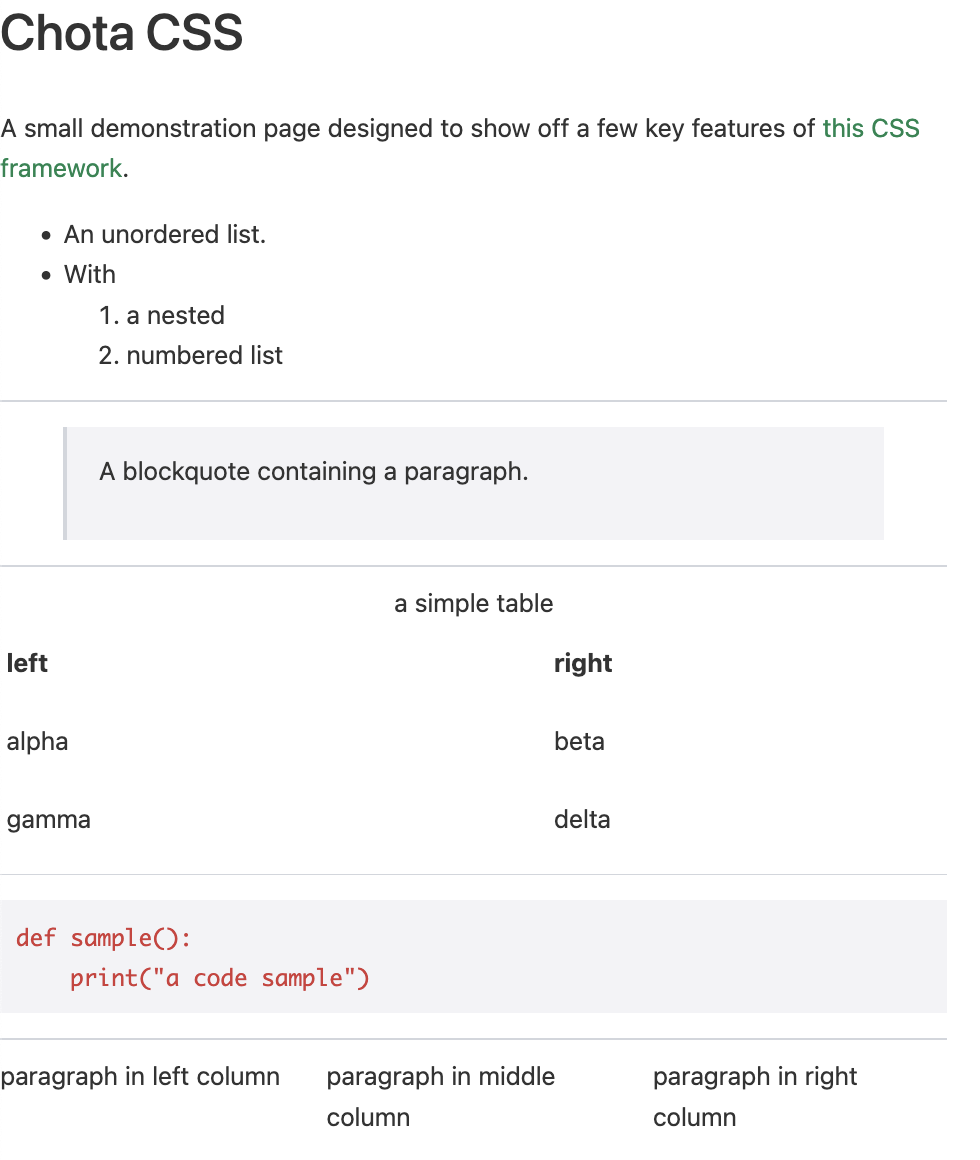 Chota CSS
A small demonstration page designed to show off a few key features of this CSS
framework.
• An unordered list.
• With
1. a nested
2. numbered list
A blockquote containing a paragraph.
a simple table
left right
alpha beta
gamma delta
def sample():
    print("a code sample")
paragraph in left column
paragraph in middle
column
paragraph in right
column